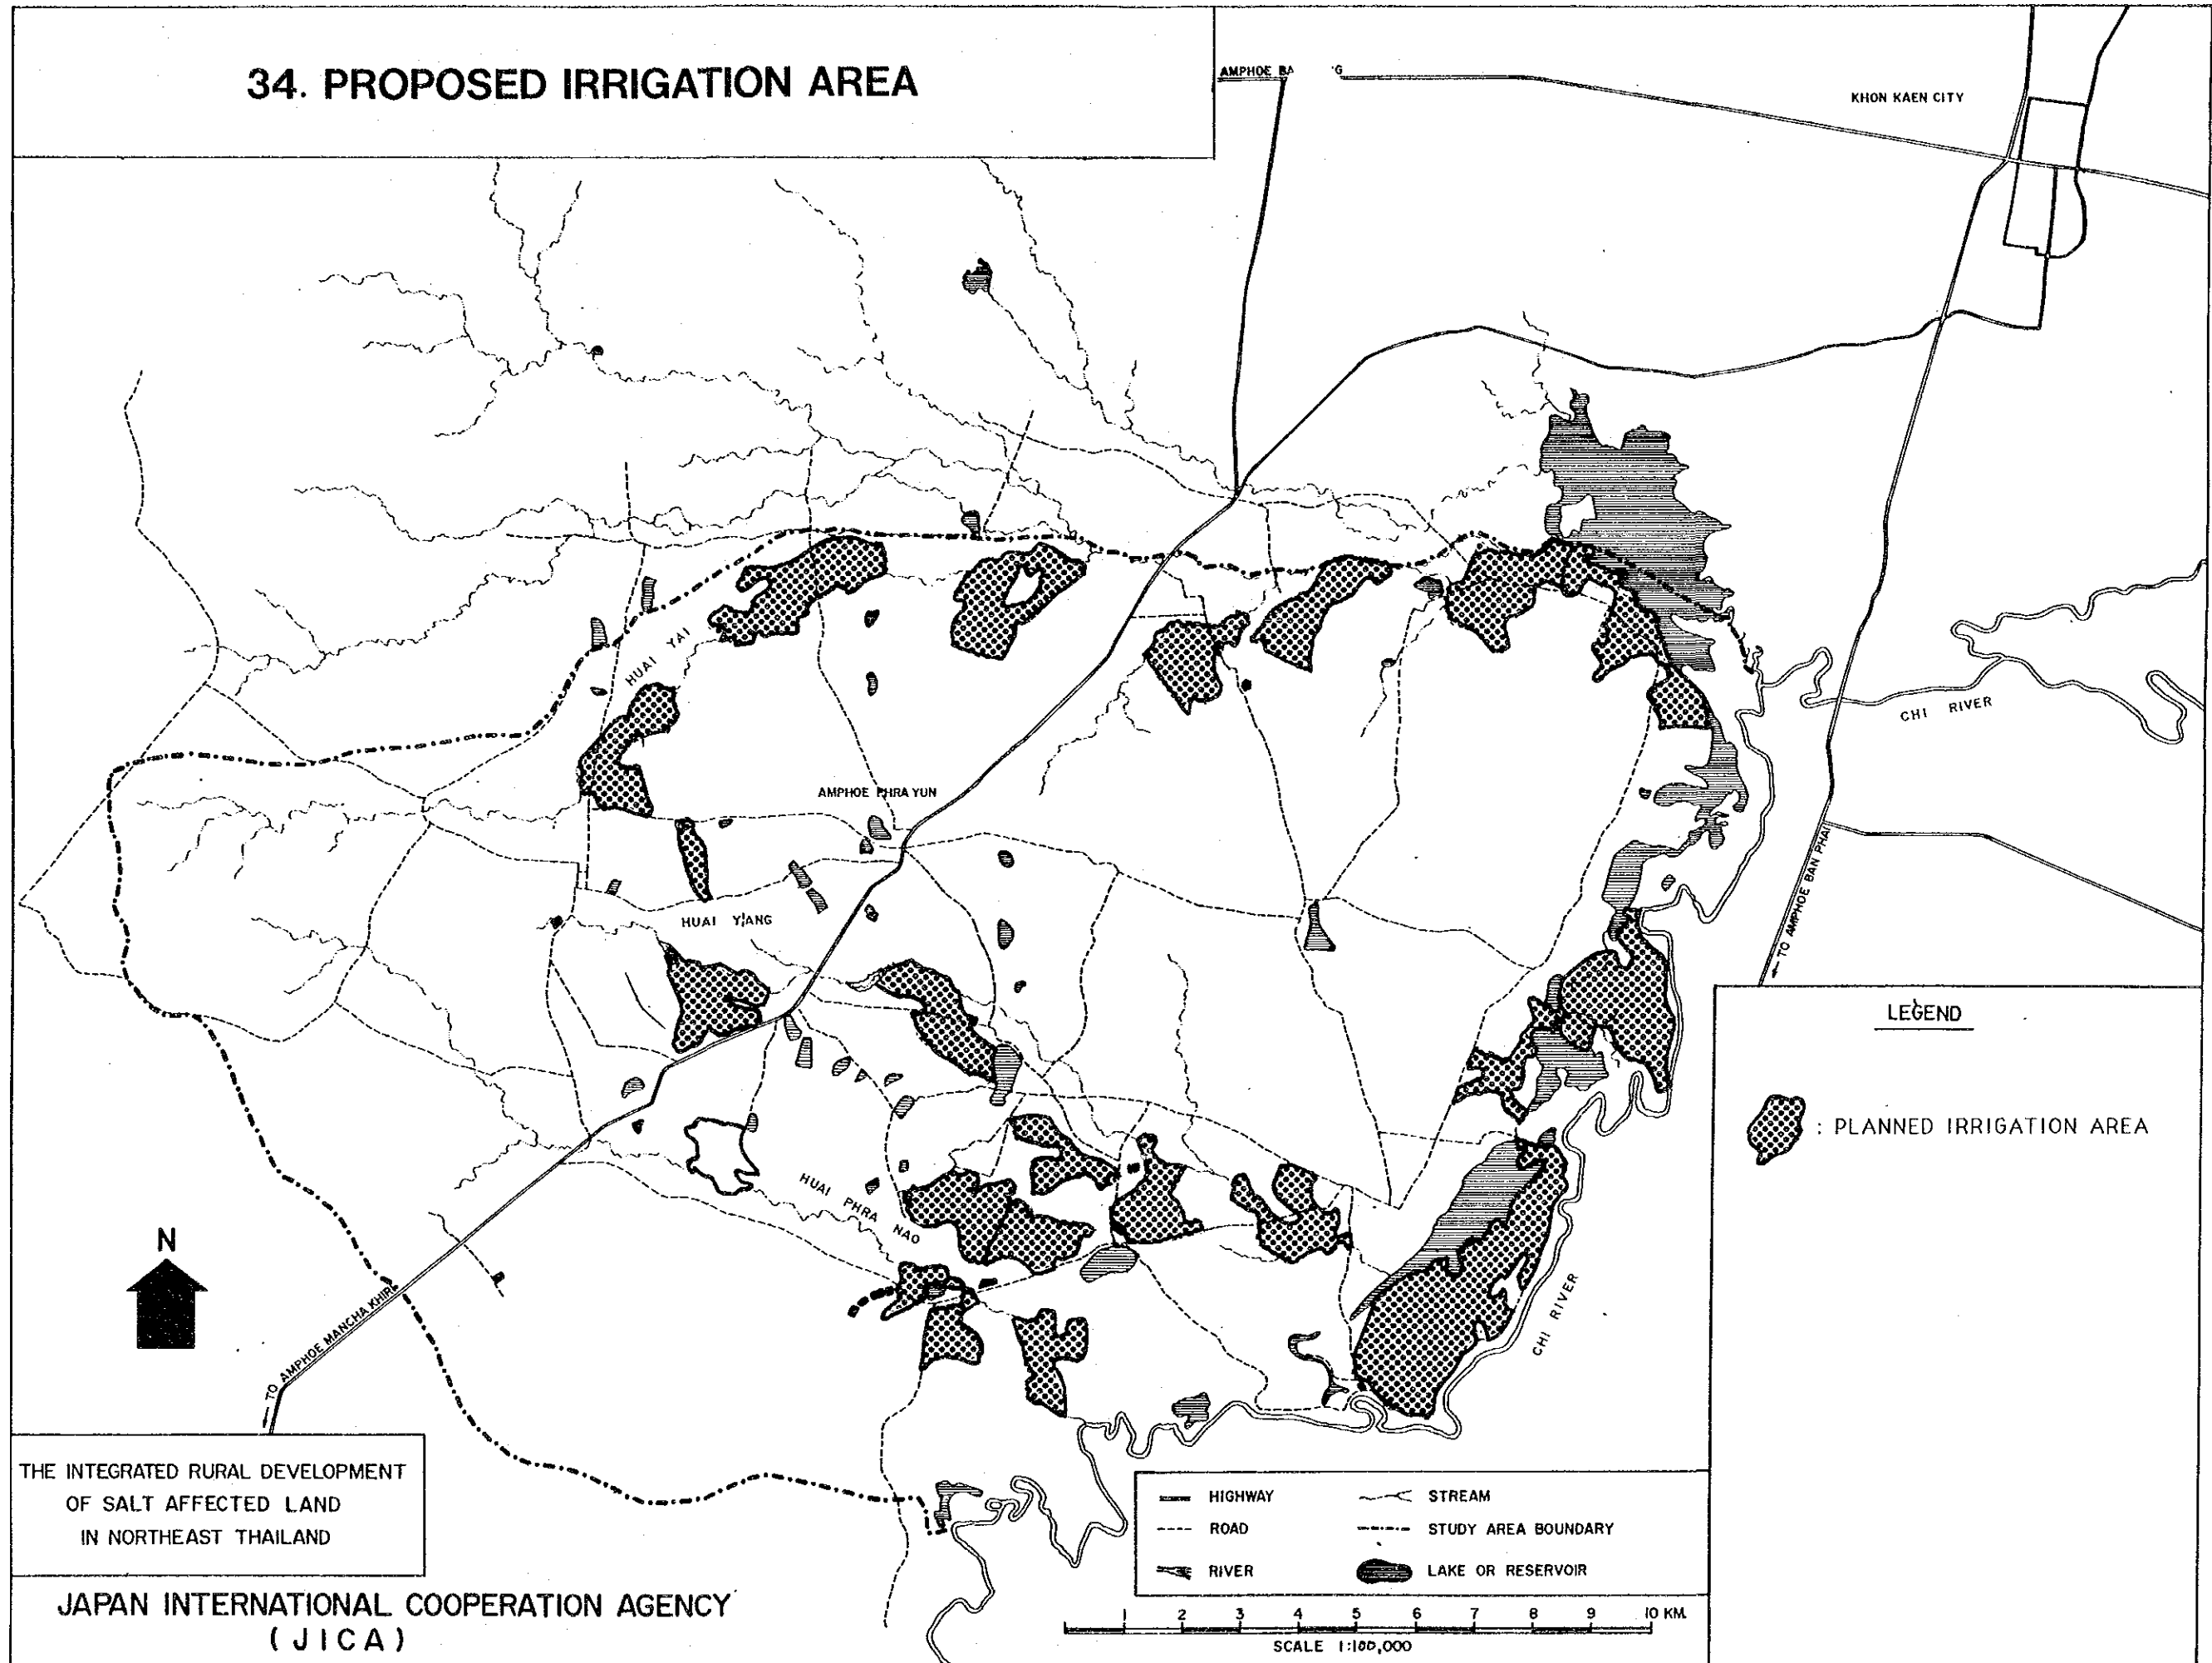 34. PROPOSED IRRIGATION AREA
AMPHOE BA
G
KHON KAEN CITY
HUAI YAI
CHI RIVER
AMPHOE PHRA YUN
TO AMPHOE BAN PHAI
HUAI YANG
LEGEND
: PLANNED IRRIGATION AREA
HUAI PHRA NAO
N
TO AMPHOE MANCHA KHIRI
CHI RIVER
THE INTEGRATED RURAL DEVELOPMENT
OF SALT AFFECTED LAND
IN NORTHEAST THAILAND
HIGHWAY
STREAM
ROAD
STUDY AREA BOUNDARY
RIVER
LAKE OR RESERVOIR
JAPAN INTERNATIONAL COOPERATION AGENCY
(JICA)
1 2 3 4 5 6 7 8 9 10 KM.
SCALE 1:100,000